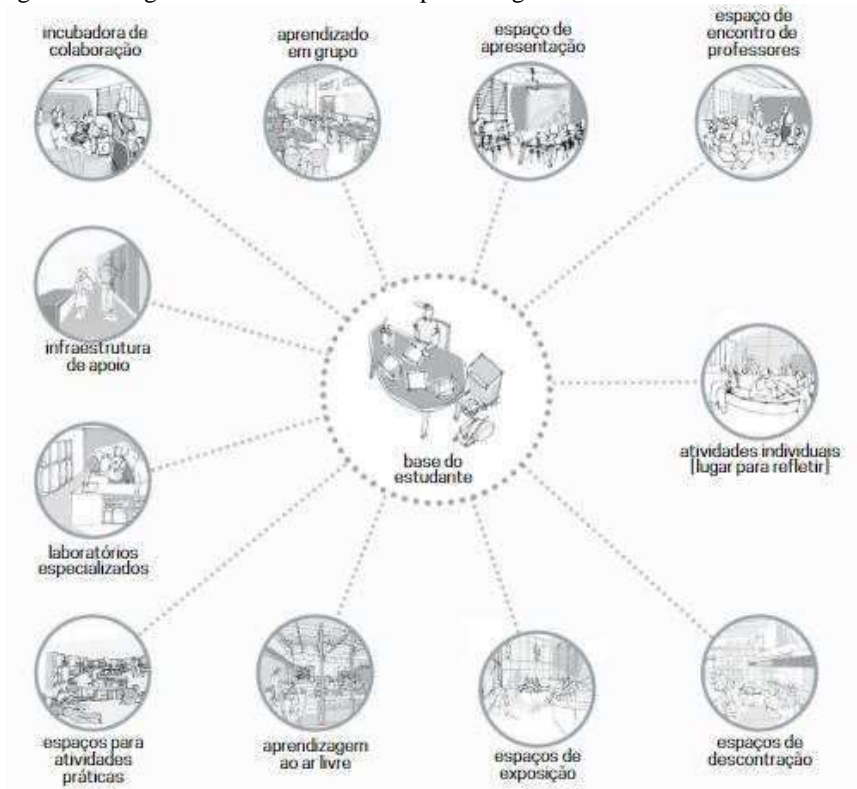 incubadora de
colaboração
aprendizado
em grupo
espaço de
apresentação
espaço de
encontro de
professores
infraestrutura
de apoio
base do
estudante
atividades individuais
[lugar para refletir]
laboratórios
especializados
espaços para
atividades
práticas
aprendizagem
ao ar livre
espaços de
exposição
espaços de
descontração